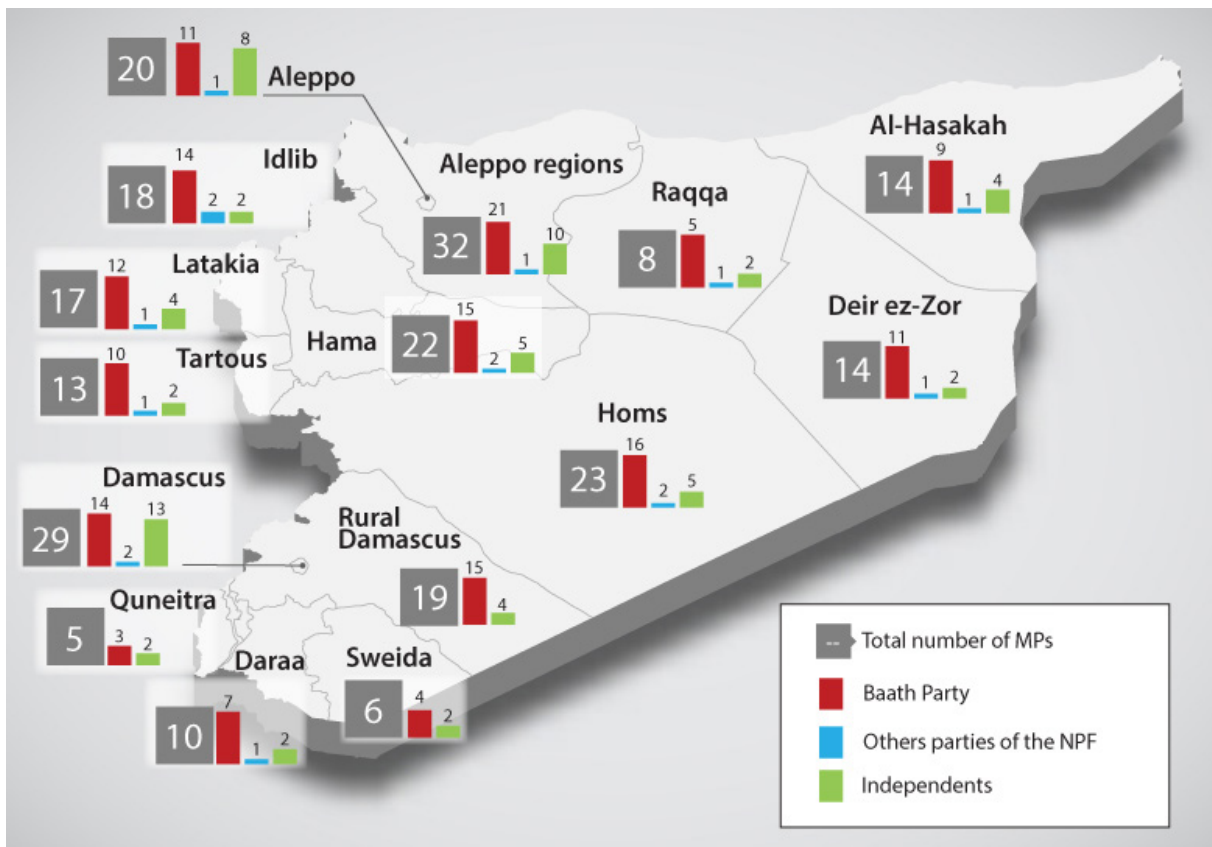 11
8
20
1
Aleppo
14
Idlib
18
2
2
Aleppo regions
21
32
10
1
Raqqa
5
8
1
2
Al-Hasakah
9
14
1
4
Latakia
12
17
1
4
Hama
15
22
2
5
Deir ez-Zor
11
14
1
2
Tartous
10
13
1
2
Homs
16
23
2
5
Damascus
14
13
29
2
Rural
Damascus
15
19
4
Quneitra
5
3
2
Daraa
7
10
1
2
Sweida
4
6
2
-- Total number of MPs
Baath Party
Others parties of the NPF
Independents